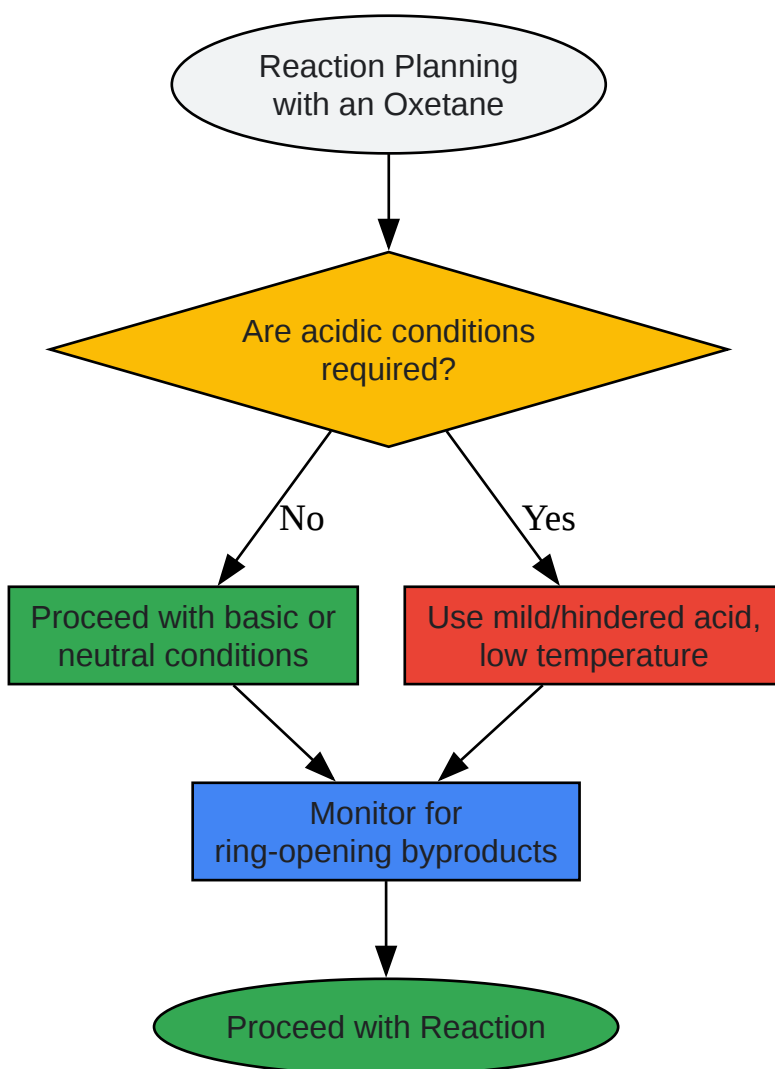 Reaction Planning
with an Oxetane
Are acidic conditions
required?
No
Yes
Proceed with basic or
neutral conditions
Use mild/hindered acid,
low temperature
Monitor for
ring-opening byproducts
Proceed with Reaction